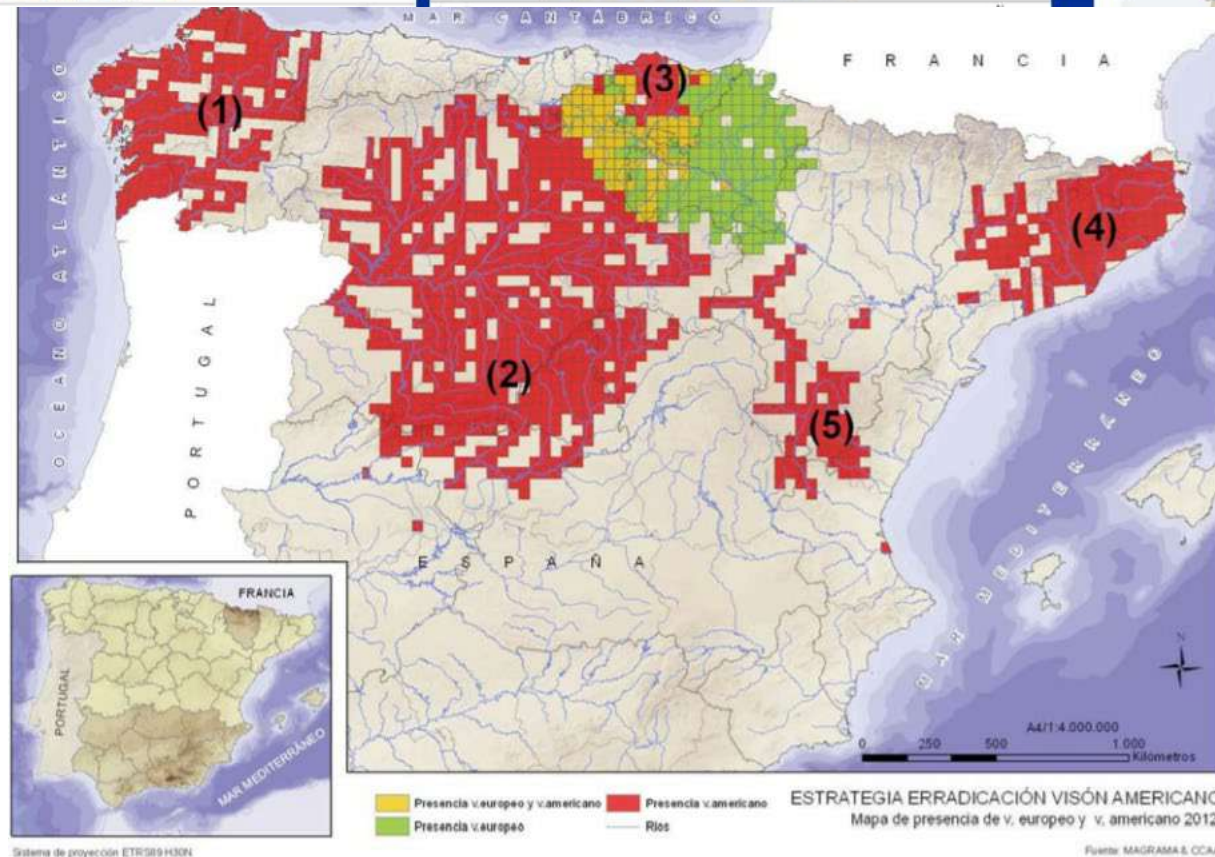 MAR CANTÁBRICO
FRANCIA
OCEANO ATLÁNTICO
(1)
(3)
(4)
(2)
(5)
PORTUGAL
ESPAÑA
MAR MEDITERRÁNEO
N
FRANCIA
PORTUGAL
MAR MEDITERRÁNEO
A4/1:4.000.000
0 250 500 1.000
Kilómetros
Presencia v.europeo y v.americano
Presencia v.americano
Presencia v.europeo
Ríos
ESTRATEGIA ERRADICACIÓN VISÓN AMERICANO
Mapa de presencia de v. europeo y v. americano 2012
Sistema de proyección ETRS89 H30N
Fuente: MAGRAMA & CCAA